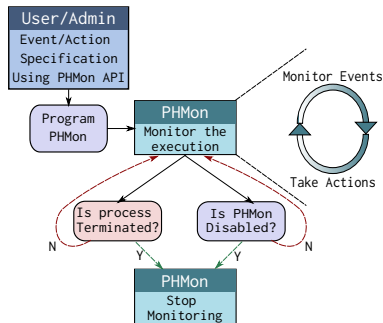 User/Admin
Event/Action
Specification
Using PHMon API
Program
PHMon
PHMon
Monitor the
execution
Monitor Events
Take Actions
Is process
Terminated?
Is PHMon
Disabled?
N
N
Y
Y
PHMon
Stop
Monitoring